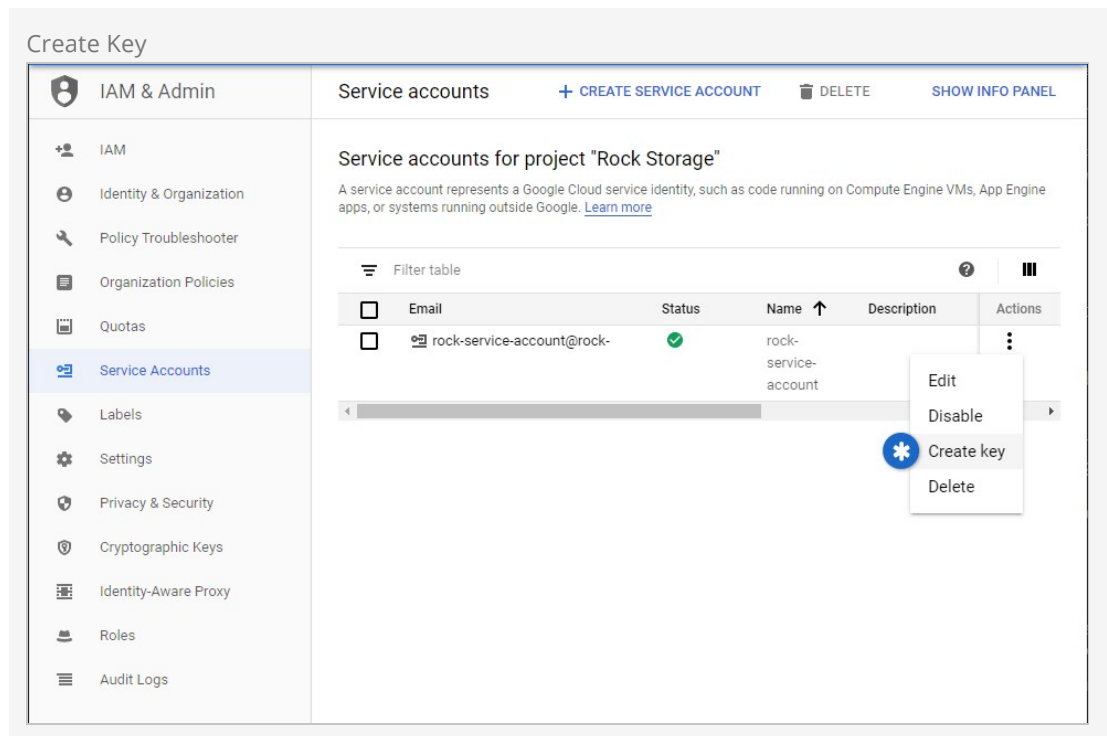 Create Key
IAM & Admin
Service accounts
CREATE SERVICE ACCOUNT
DELETE
SHOW INFO PANEL
IAM
Identity & Organization
Policy Troubleshooter
Organization Policies
Quotas
Service Accounts
Labels
Settings
Privacy & Security
Cryptographic Keys
Identity-Aware Proxy
Roles
Audit Logs
Service accounts for project "Rock Storage"
A service account represents a Google Cloud service identity, such as code running on Compute Engine VMs, App Engine
apps, or systems running outside Google. Learn more
Filter table
Email
Status
Name
Description
Actions
rock-service-account@rock-
rock-
service-
account
Edit
Disable
Create key
Delete